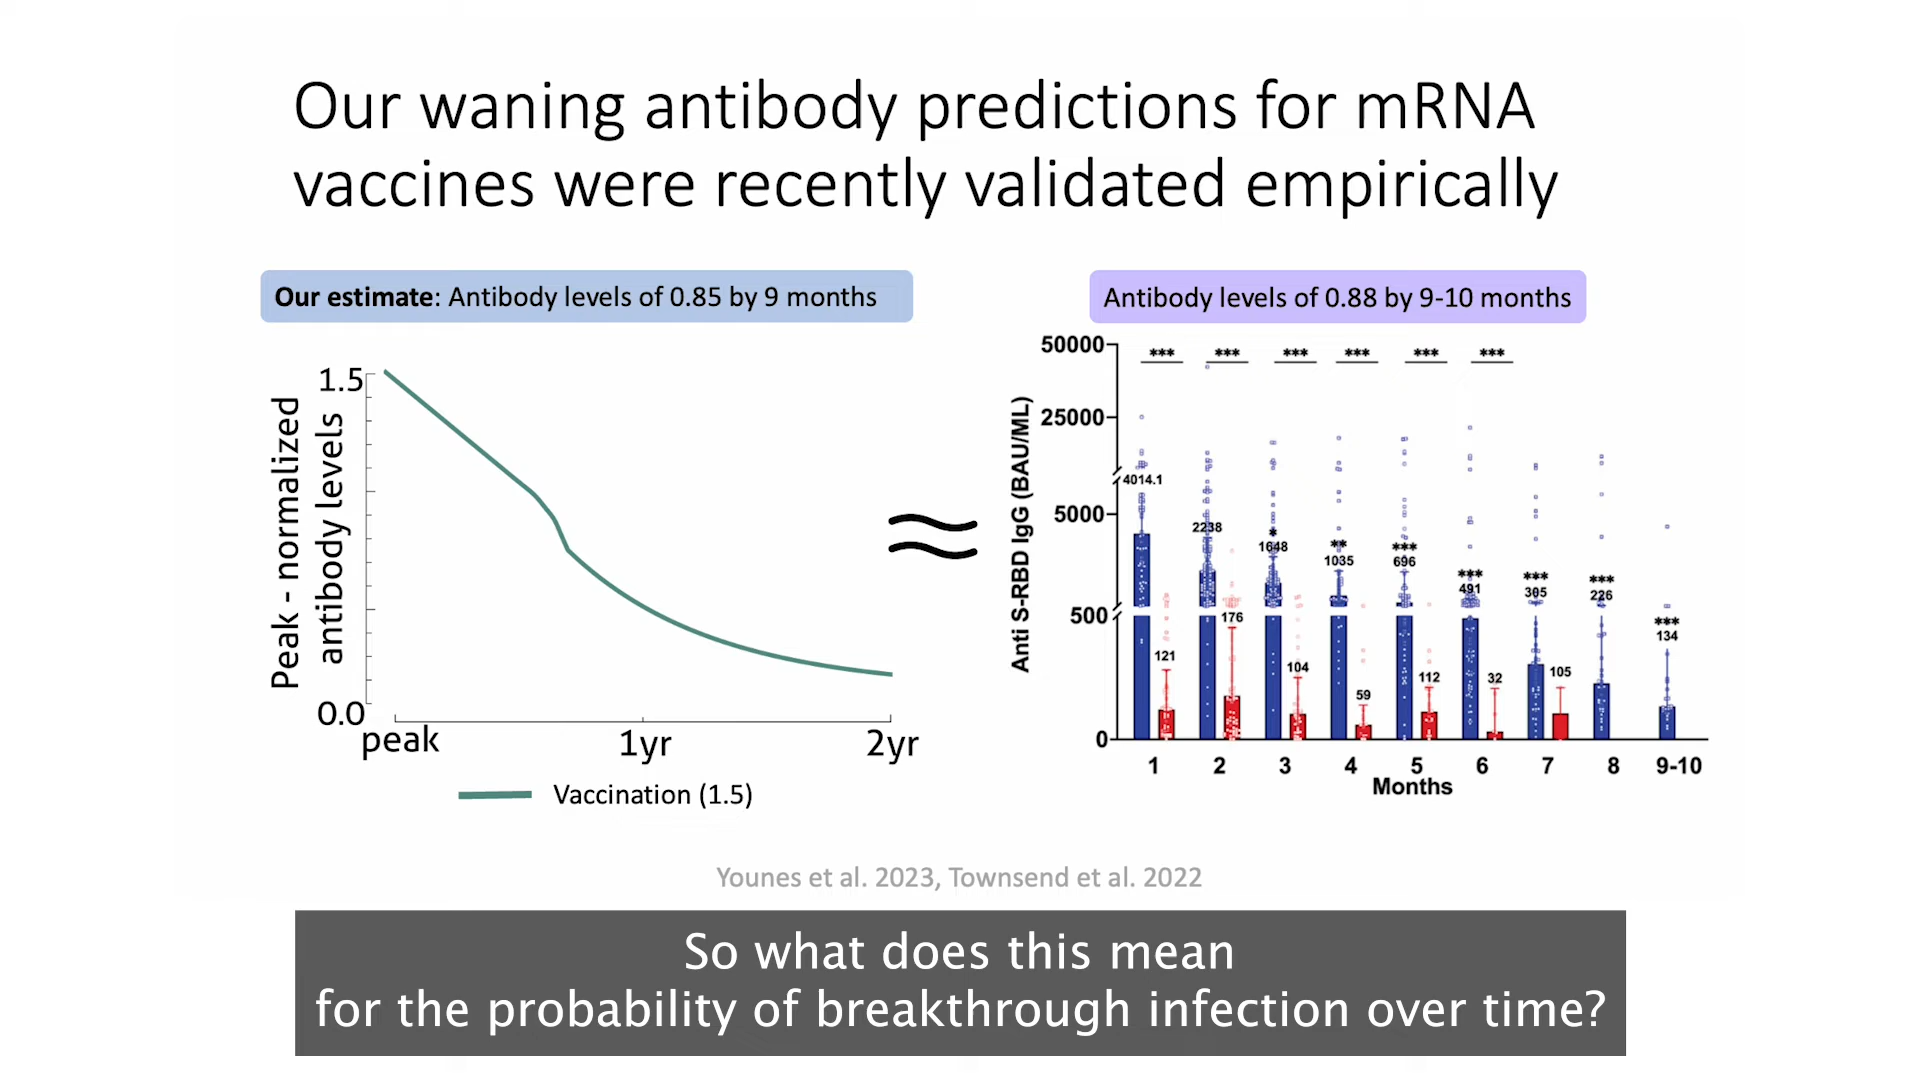 Our waning antibody predictions for mRNA
vaccines were recently validated empirically
Our estimate: Antibody levels of 0.85 by 9 months
Peak - normalized
antibody levels
1.5
0.0
peak
1yr
2yr
Vaccination (1.5)
Antibody levels of 0.88 by 9-10 months
Anti S-RBD IgG (BAU/ML)
50000
25000
5000
500
0
*** *** *** *** *** ***
4014.1
2238
*
1648
**
1035
***
696
***
491
***
305
***
226
***
134
121
176
104
59
112
32
105
1 2 3 4 5 6 7 8 9-10
Months
Younes et al. 2023, Townsend et al. 2022
So what does this mean
for the probability of breakthrough infection over time?